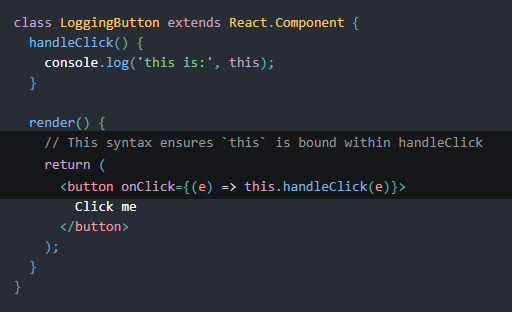 class LoggingButton extends React.Component {
  handleClick() {
    console.log('this is:', this);
  }

  render() {
    // This syntax ensures `this` is bound within handleClick
    return (
      <button onClick={(e) => this.handleClick(e)}>
        Click me
      </button>
    );
  }
}